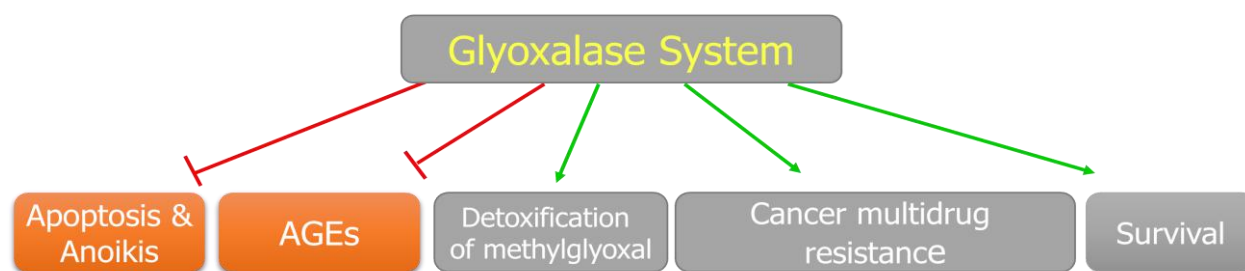 Glyoxalase System
Apoptosis &
Anoikis
AGEs
Detoxification
of methylglyoxal
Cancer multidrug
resistance
Survival